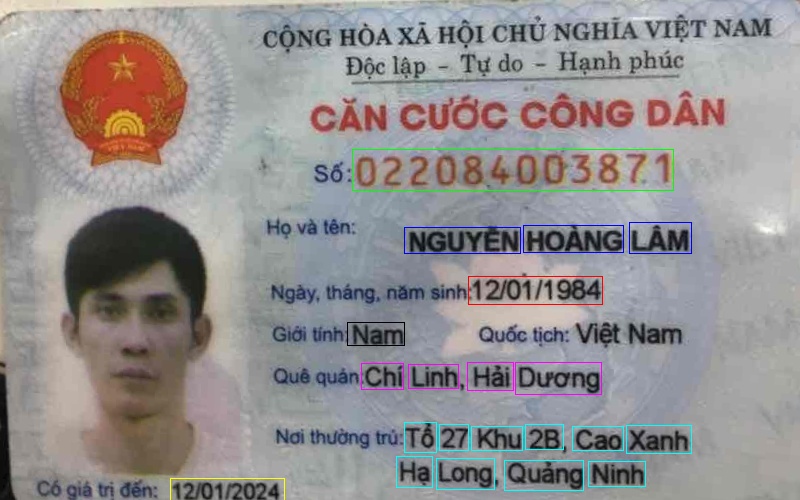 CỘNG HÒA XÃ HỘI CHỦ NGHĨA VIỆT NAM
Độc lập - Tự do - Hạnh phúc
CĂN CƯỚC CÔNG DÂN
Số: 022084003871
Họ và tên: NGUYỄN HOÀNG LÂM
Ngày, tháng, năm sinh: 12/01/1984
Giới tính: Nam Quốc tịch: Việt Nam
Quê quán: Chí Linh, Hải Dương
Nơi thường trú: Tổ 27 Khu 2B, Cao Xanh
Hạ Long, Quảng Ninh
Có giá trị đến: 12/01/2024